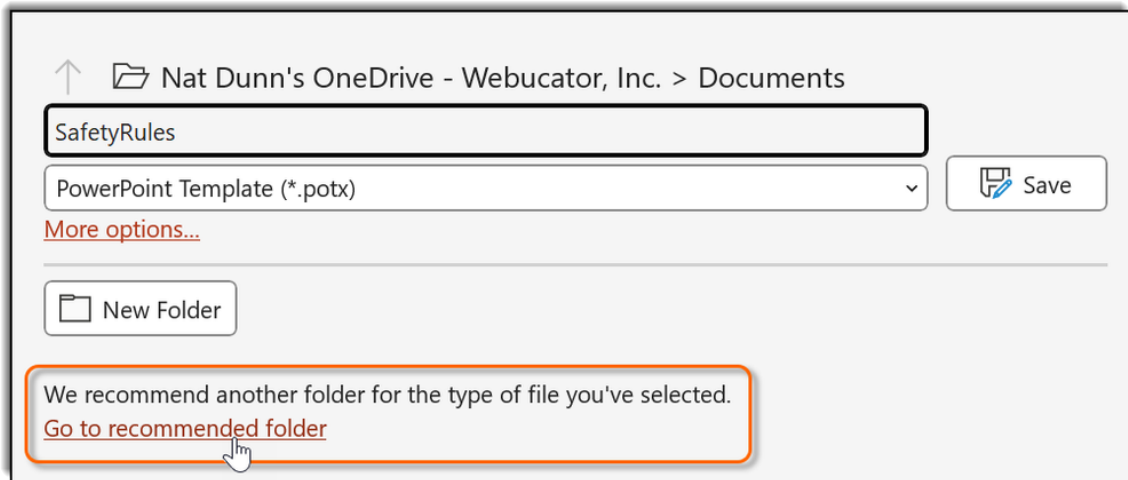 Nat Dunn's OneDrive - Webucator, Inc. > Documents
SafetyRules
PowerPoint Template (*.potx)
Save
More options...
New Folder
We recommend another folder for the type of file you've selected.
Go to recommended folder